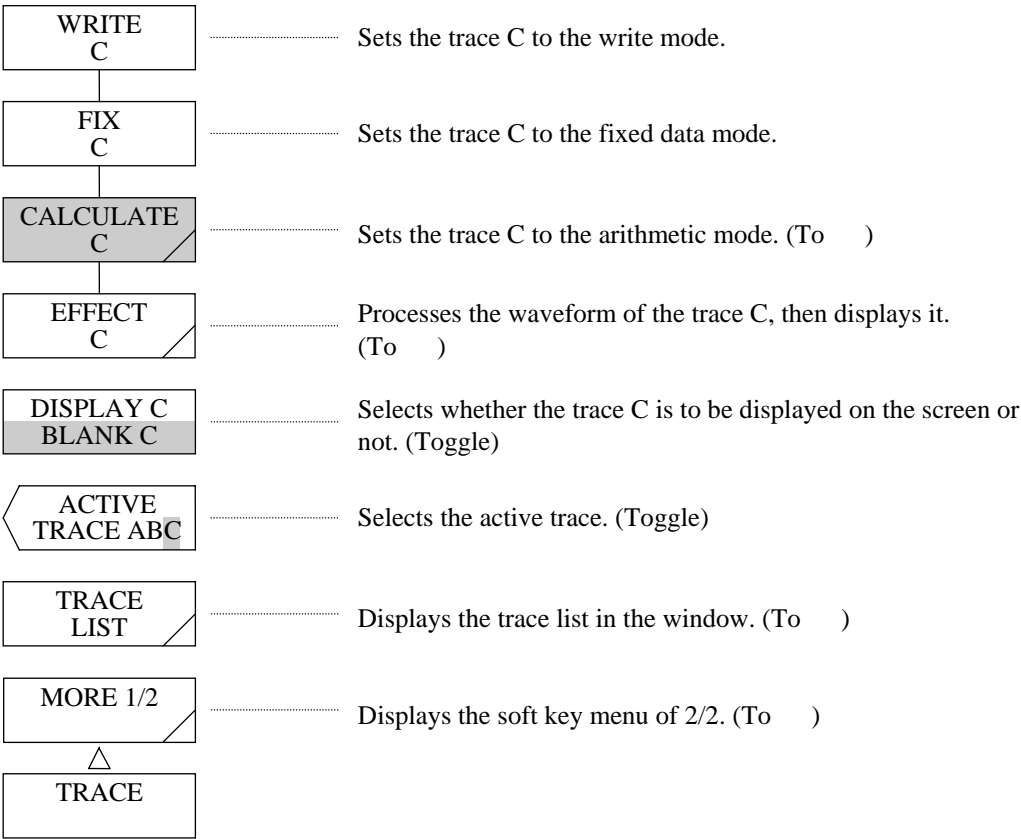 WRITE
C
Sets the trace C to the write mode.
FIX
C
Sets the trace C to the fixed data mode.
CALCULATE
C
Sets the trace C to the arithmetic mode. (To )
EFFECT
C
Processes the waveform of the trace C, then displays it.
(To )
DISPLAY C
BLANK C
Selects whether the trace C is to be displayed on the screen or
not. (Toggle)
ACTIVE
TRACE ABC
Selects the active trace. (Toggle)
TRACE
LIST
Displays the trace list in the window. (To )
MORE 1/2
Displays the soft key menu of 2/2. (To )
TRACE